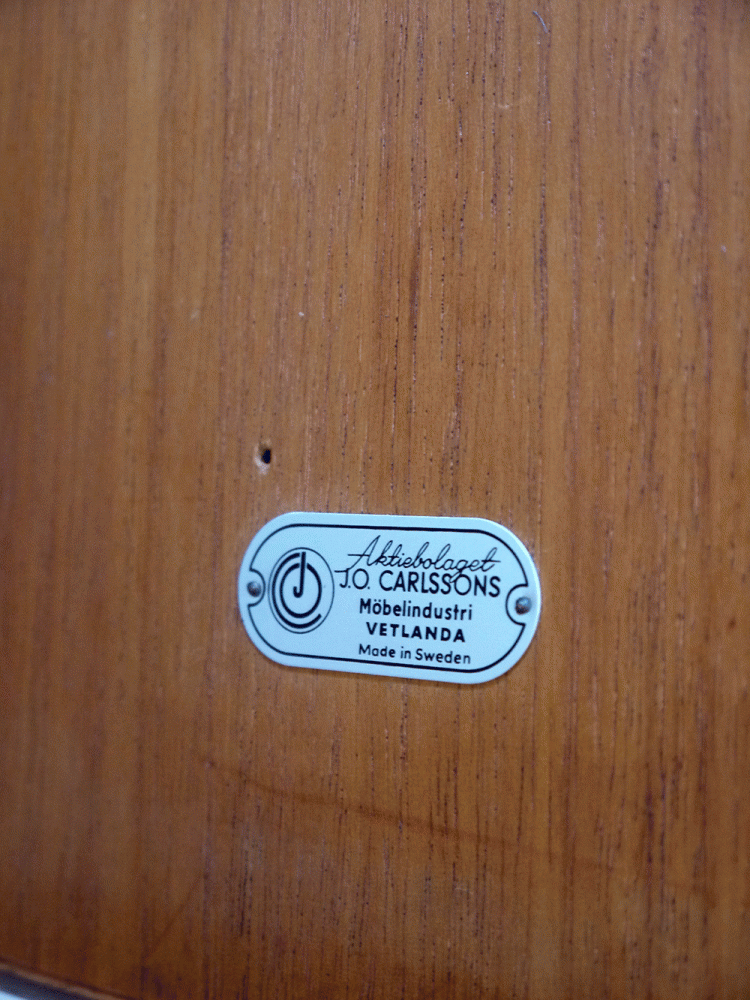 Aktiebolaget
J.O. CARLSSONS
Möbelindustri
VETLANDA
Made in Sweden